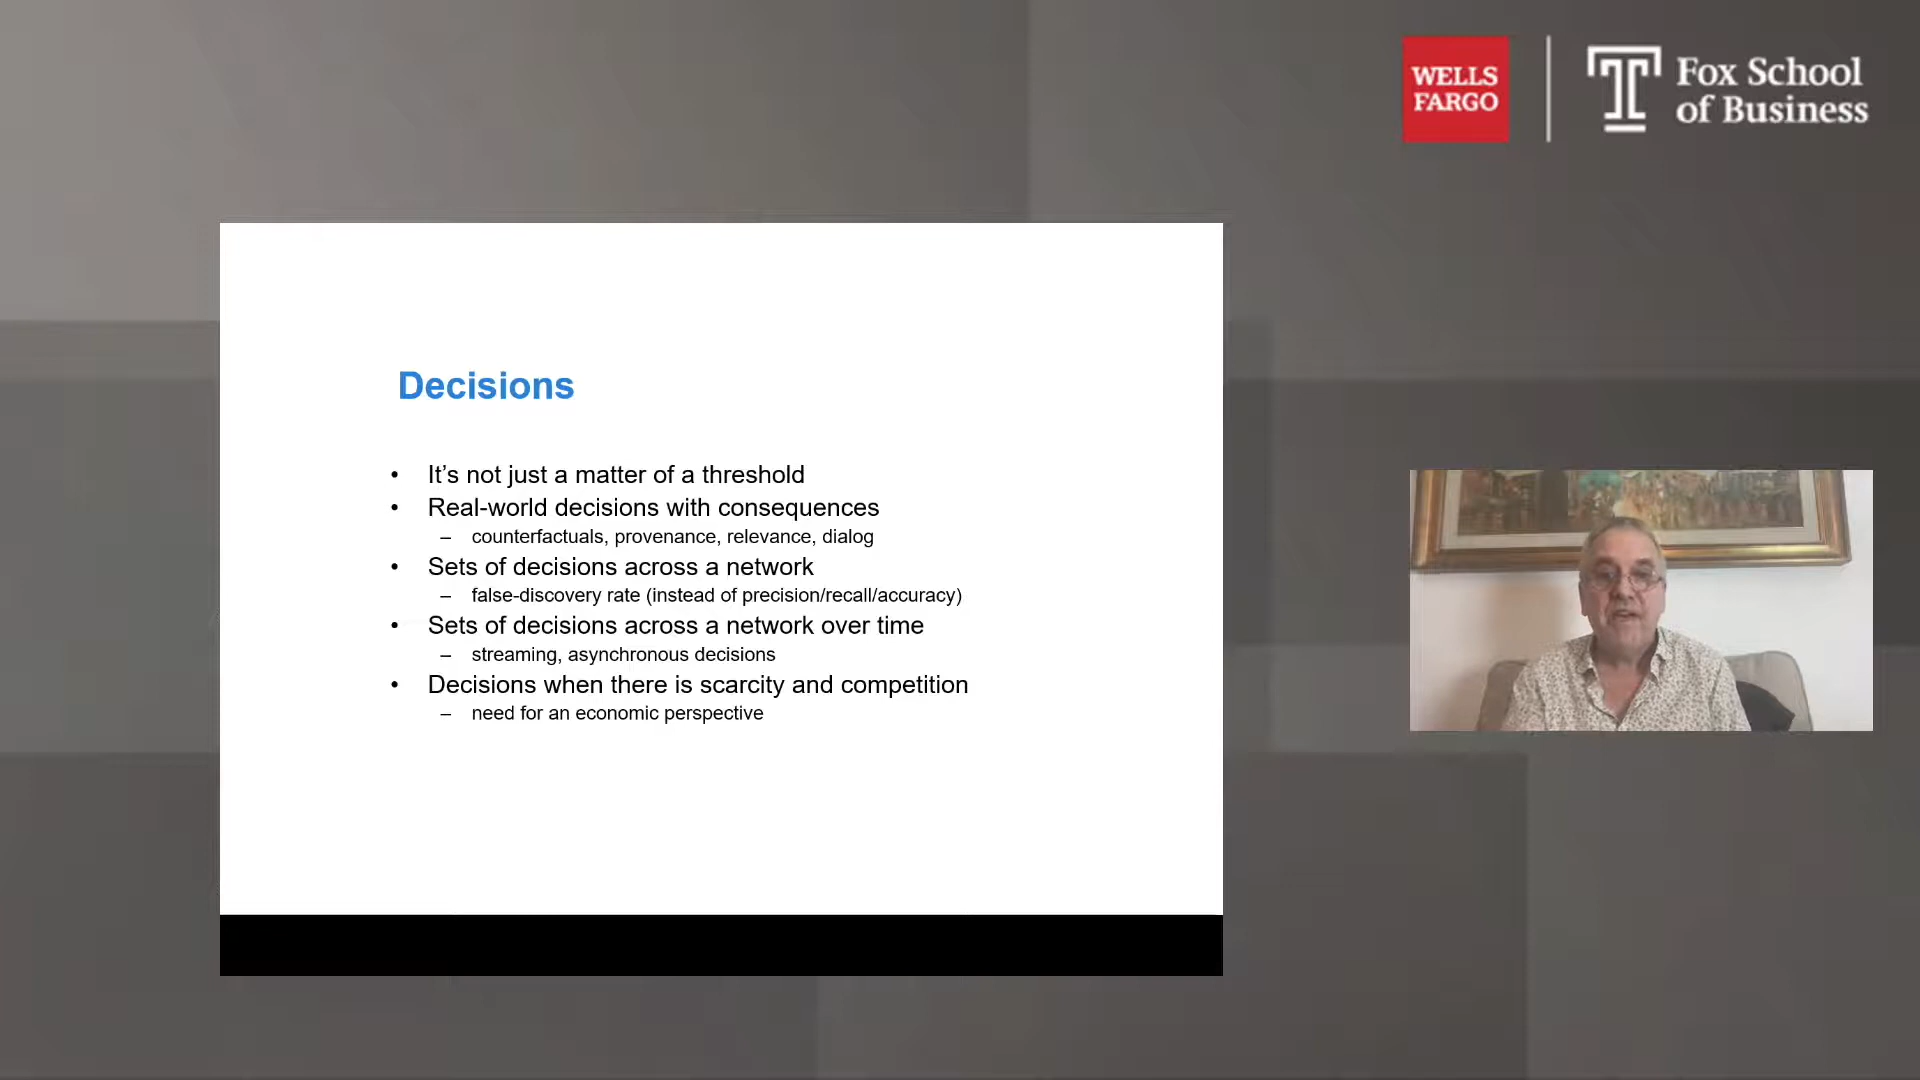 WELLS
FARGO
Fox School
of Business
Decisions
• It’s not just a matter of a threshold
• Real-world decisions with consequences
– counterfactuals, provenance, relevance, dialog
• Sets of decisions across a network
– false-discovery rate (instead of precision/recall/accuracy)
• Sets of decisions across a network over time
– streaming, asynchronous decisions
• Decisions when there is scarcity and competition
– need for an economic perspective